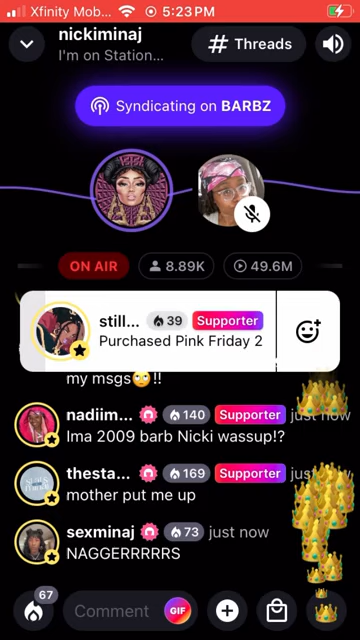 Xfinity Mob... 5:23 PM
nickiminaj
I'm on Station...
# Threads
Syndicating on BARBZ
ON AIR 8.89K 49.6M
still... 39 Supporter
Purchased Pink Friday 2
my msgs🙄!!
nadiim... 140 Supporter just now
Ima 2009 barb Nicki wassup!?
thesta... 169 Supporter just
mother put me up
sexminaj 73 just now
NAGGERRRRRS
67
Comment GIF